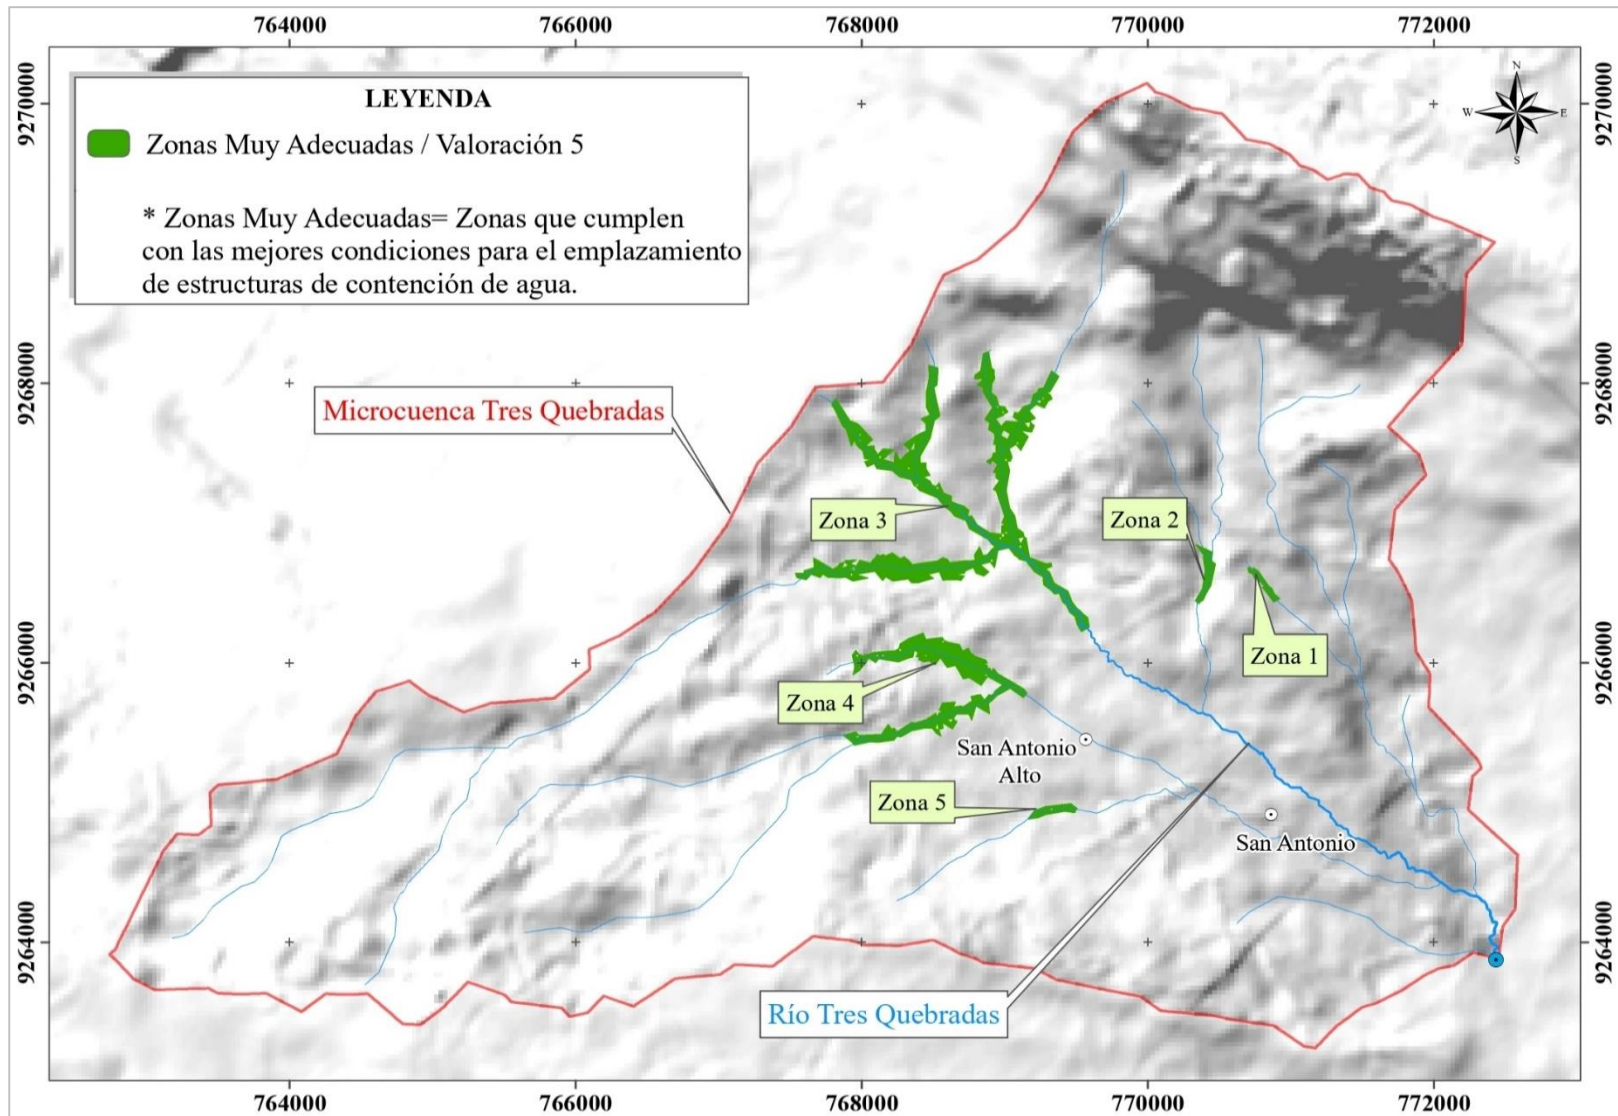 764000
766000
768000
770000
772000
9270000
9270000
N
W
E
S
LEYENDA
Zonas Muy Adecuadas / Valoración 5
* Zonas Muy Adecuadas= Zonas que cumplen
con las mejores condiciones para el emplazamiento
de estructuras de contención de agua.
9268000
9268000
Microcuenca Tres Quebradas
Zona 3
Zona 2
Zona 1
9266000
9266000
Zona 4
San Antonio
Alto
Zona 5
San Antonio
9264000
9264000
Río Tres Quebradas
764000
766000
768000
770000
772000